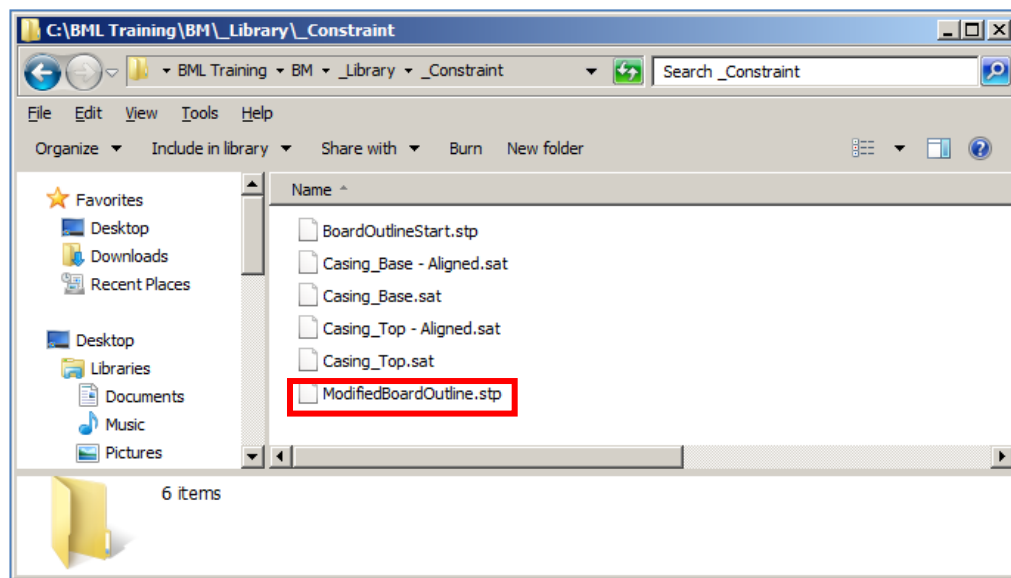 C:\BML Training\BM\_Library\_Constraint
BML Training BM _Library _Constraint Search _Constraint
File Edit View Tools Help
Organize Include in library Share with Burn New folder
Name
Favorites
Desktop
Downloads
Recent Places
Desktop
Libraries
Documents
Music
Pictures
BoardOutlineStart.stp
Casing_Base - Aligned.sat
Casing_Base.sat
Casing_Top - Aligned.sat
Casing_Top.sat
ModifiedBoardOutline.stp
6 items